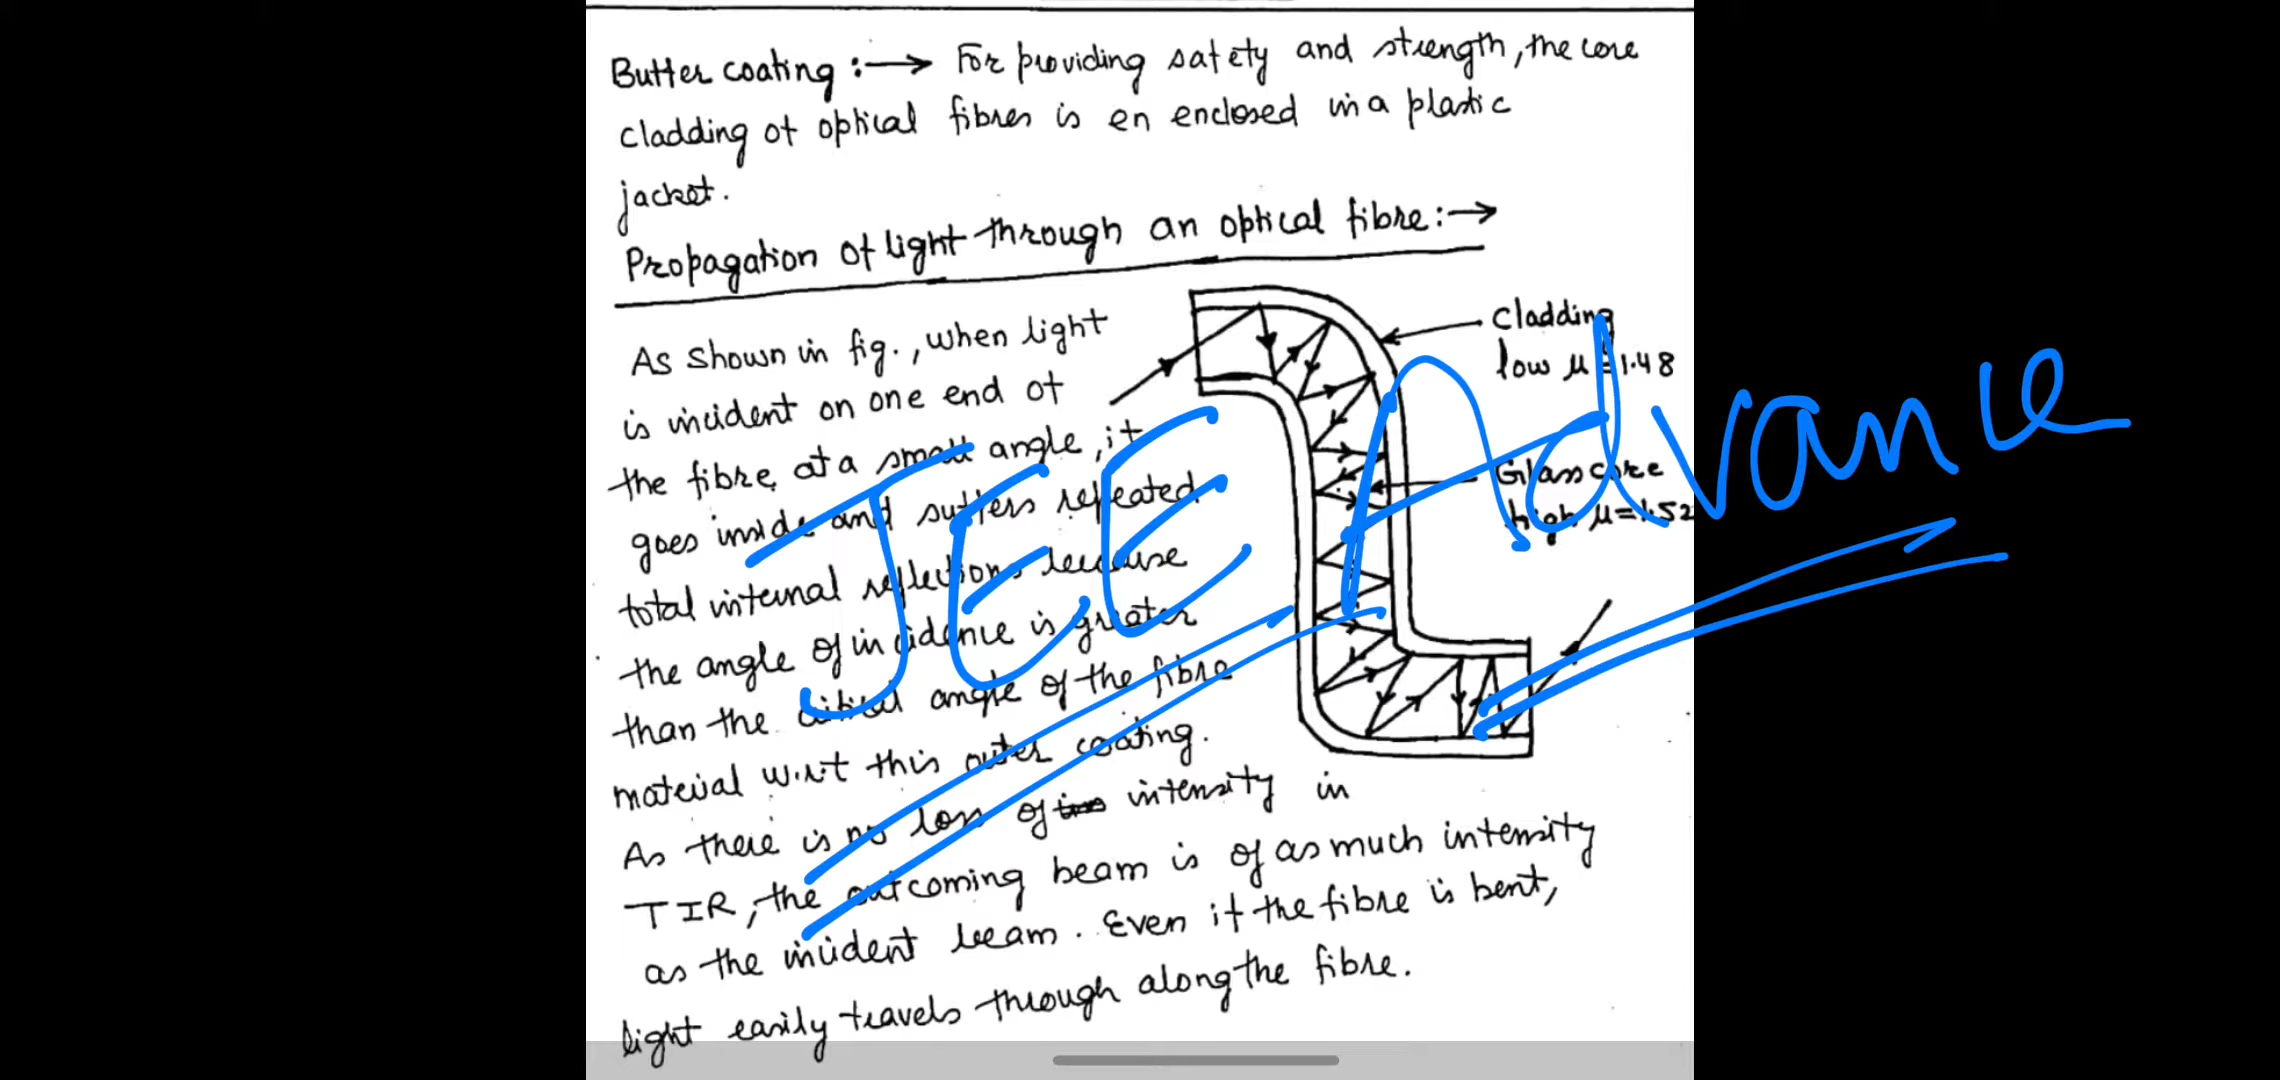 Butter coating :→ For providing safety and strength, the core
cladding of optical fibres is en enclosed in a plastic
jacket.
Propagation of light through an optical fibre:→
As shown in fig., when light
is incident on one end of
the fibre at a small angle, it
goes inside and suffers repeated
total internal reflections because
the angle of incidence is greater
than the critical angle of the fibre
material w.r.t this outer coating.
As there is no loss of intensity in
TIR, the outcoming beam is of as much intensity
as the incident beam. Even if the fibre is bent,
light easily travels through along the fibre.
Cladding
low μ = 1.48
Glass core
high μ = 1.52
JEE Advance